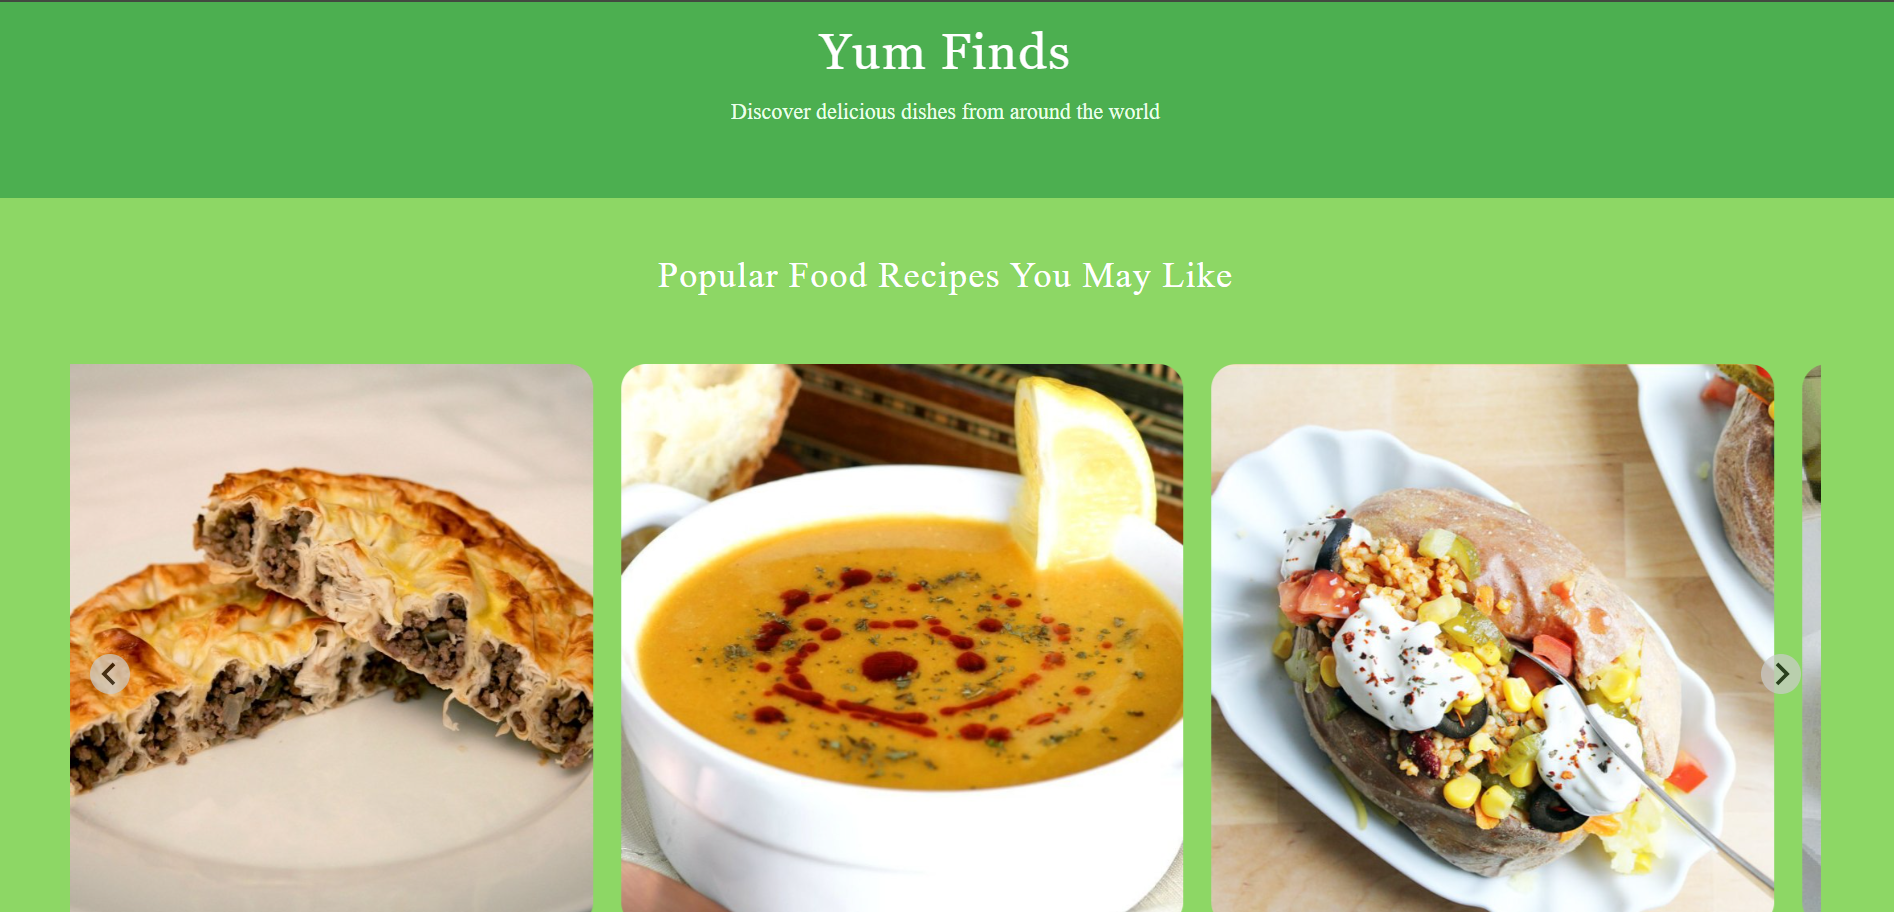 Yum Finds
Discover delicious dishes from around the world
Popular Food Recipes You May Like